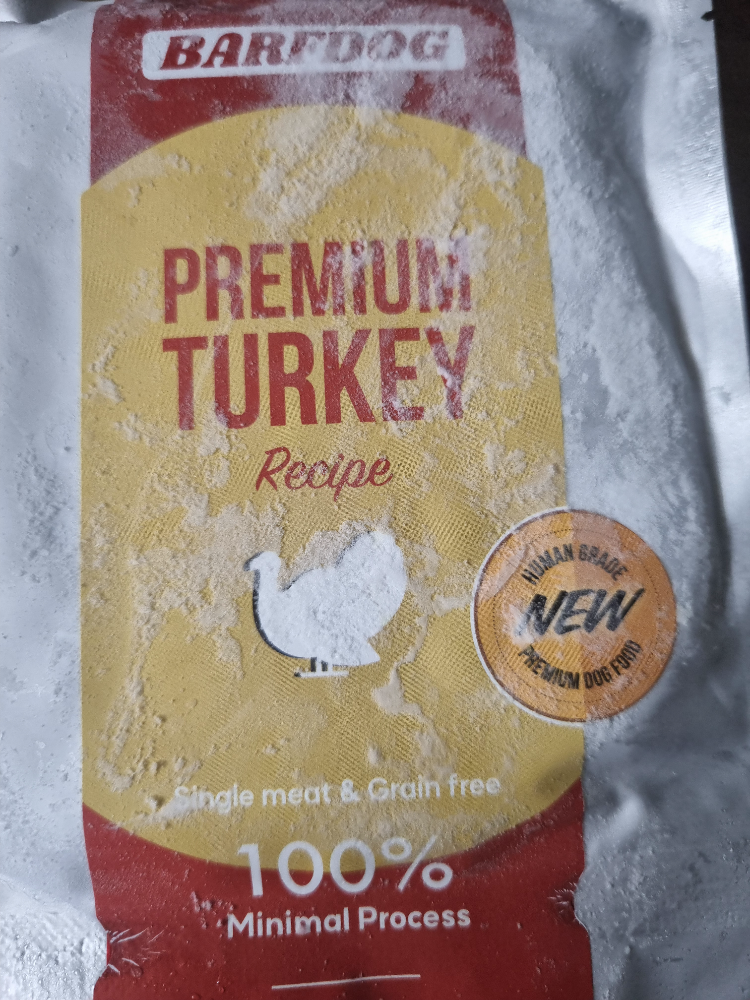 BARFDOG
PREMIUM
TURKEY
Recipe
HUMAN GRADE
NEW
PREMIUM DOG FOOD
Single meat & Grain free
100%
Minimal Process